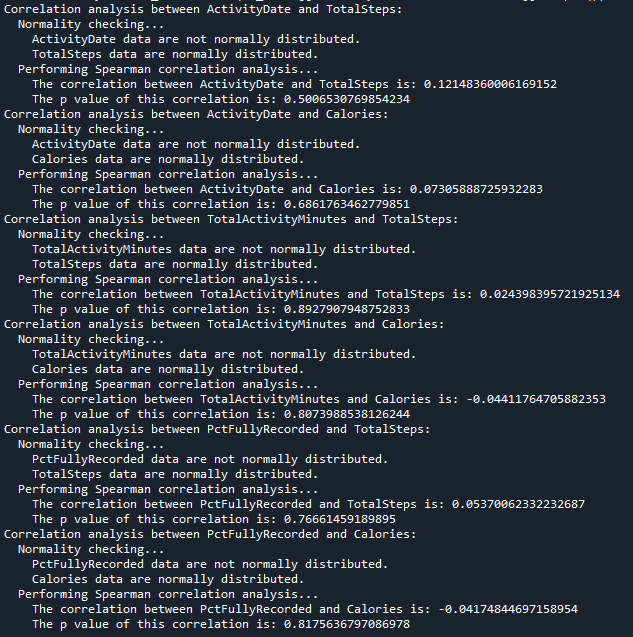 Correlation analysis between ActivityDate and TotalSteps:
Normality checking...
ActivityDate data are not normally distributed.
TotalSteps data are normally distributed.
Performing Spearman correlation analysis...
The correlation between ActivityDate and TotalSteps is: 0.12148360006169152
The p value of this correlation is: 0.5006530769854234
Correlation analysis between ActivityDate and Calories:
Normality checking...
ActivityDate data are not normally distributed.
Calories data are normally distributed.
Performing Spearman correlation analysis...
The correlation between ActivityDate and Calories is: 0.07305888725932283
The p value of this correlation is: 0.6861763462779851
Correlation analysis between TotalActivityMinutes and TotalSteps:
Normality checking...
TotalActivityMinutes data are not normally distributed.
TotalSteps data are normally distributed.
Performing Spearman correlation analysis...
The correlation between TotalActivityMinutes and TotalSteps is: 0.024398395721925134
The p value of this correlation is: 0.8927907948752833
Correlation analysis between TotalActivityMinutes and Calories:
Normality checking...
TotalActivityMinutes data are not normally distributed.
Calories data are normally distributed.
Performing Spearman correlation analysis...
The correlation between TotalActivityMinutes and Calories is: -0.04411764705882353
The p value of this correlation is: 0.8073988538126244
Correlation analysis between PctFullyRecorded and TotalSteps:
Normality checking...
PctFullyRecorded data are not normally distributed.
TotalSteps data are normally distributed.
Performing Spearman correlation analysis...
The correlation between PctFullyRecorded and TotalSteps is: 0.05370062332232687
The p value of this correlation is: 0.76661459189895
Correlation analysis between PctFullyRecorded and Calories:
Normality checking...
PctFullyRecorded data are not normally distributed.
Calories data are normally distributed.
Performing Spearman correlation analysis...
The correlation between PctFullyRecorded and Calories is: -0.04174844697158954
The p value of this correlation is: 0.8175636797086978